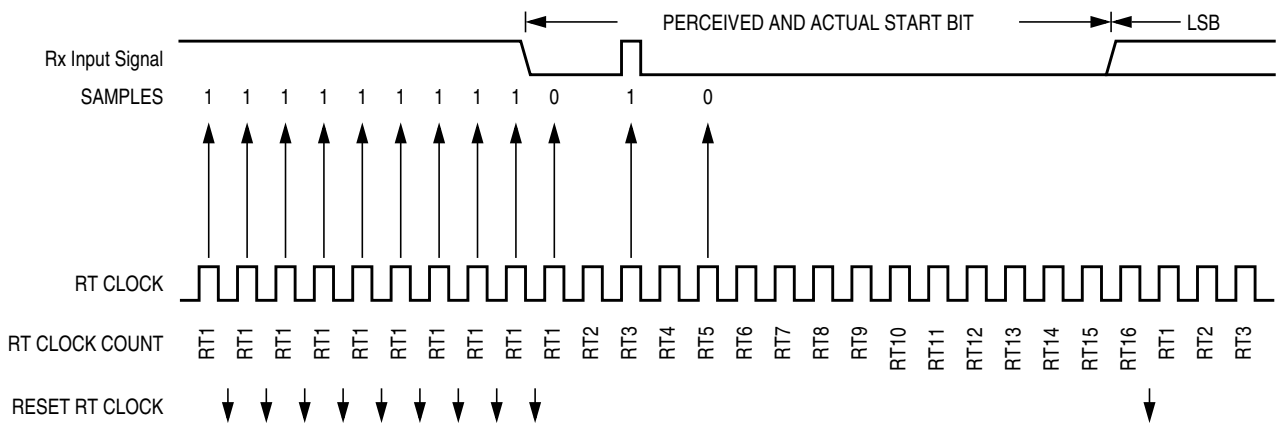 PERCEIVED AND ACTUAL START BIT LSB
Rx Input Signal
SAMPLES 1 1 1 1 1 1 1 1 1 0 1 0
RT CLOCK
RT CLOCK COUNT RT1 RT1 RT1 RT1 RT1 RT1 RT1 RT1 RT1 RT1 RT2 RT3 RT4 RT5 RT6 RT7 RT8 RT9 RT10 RT11 RT12 RT13 RT14 RT15 RT16 RT1 RT2 RT3
RESET RT CLOCK